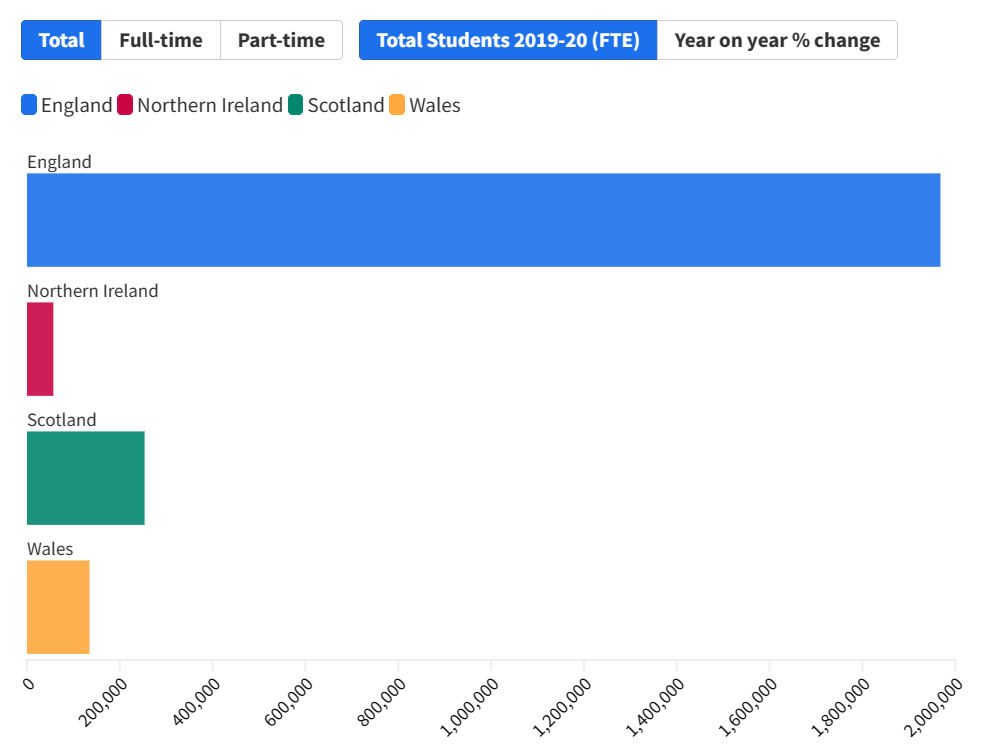 Total Full-time Part-time Total Students 2019-20 (FTE) Year on year % change
England Northern Ireland Scotland Wales
England
Northern Ireland
Scotland
Wales
0 200,000 400,000 600,000 800,000 1,000,000 1,200,000 1,400,000 1,600,000 1,800,000 2,000,000